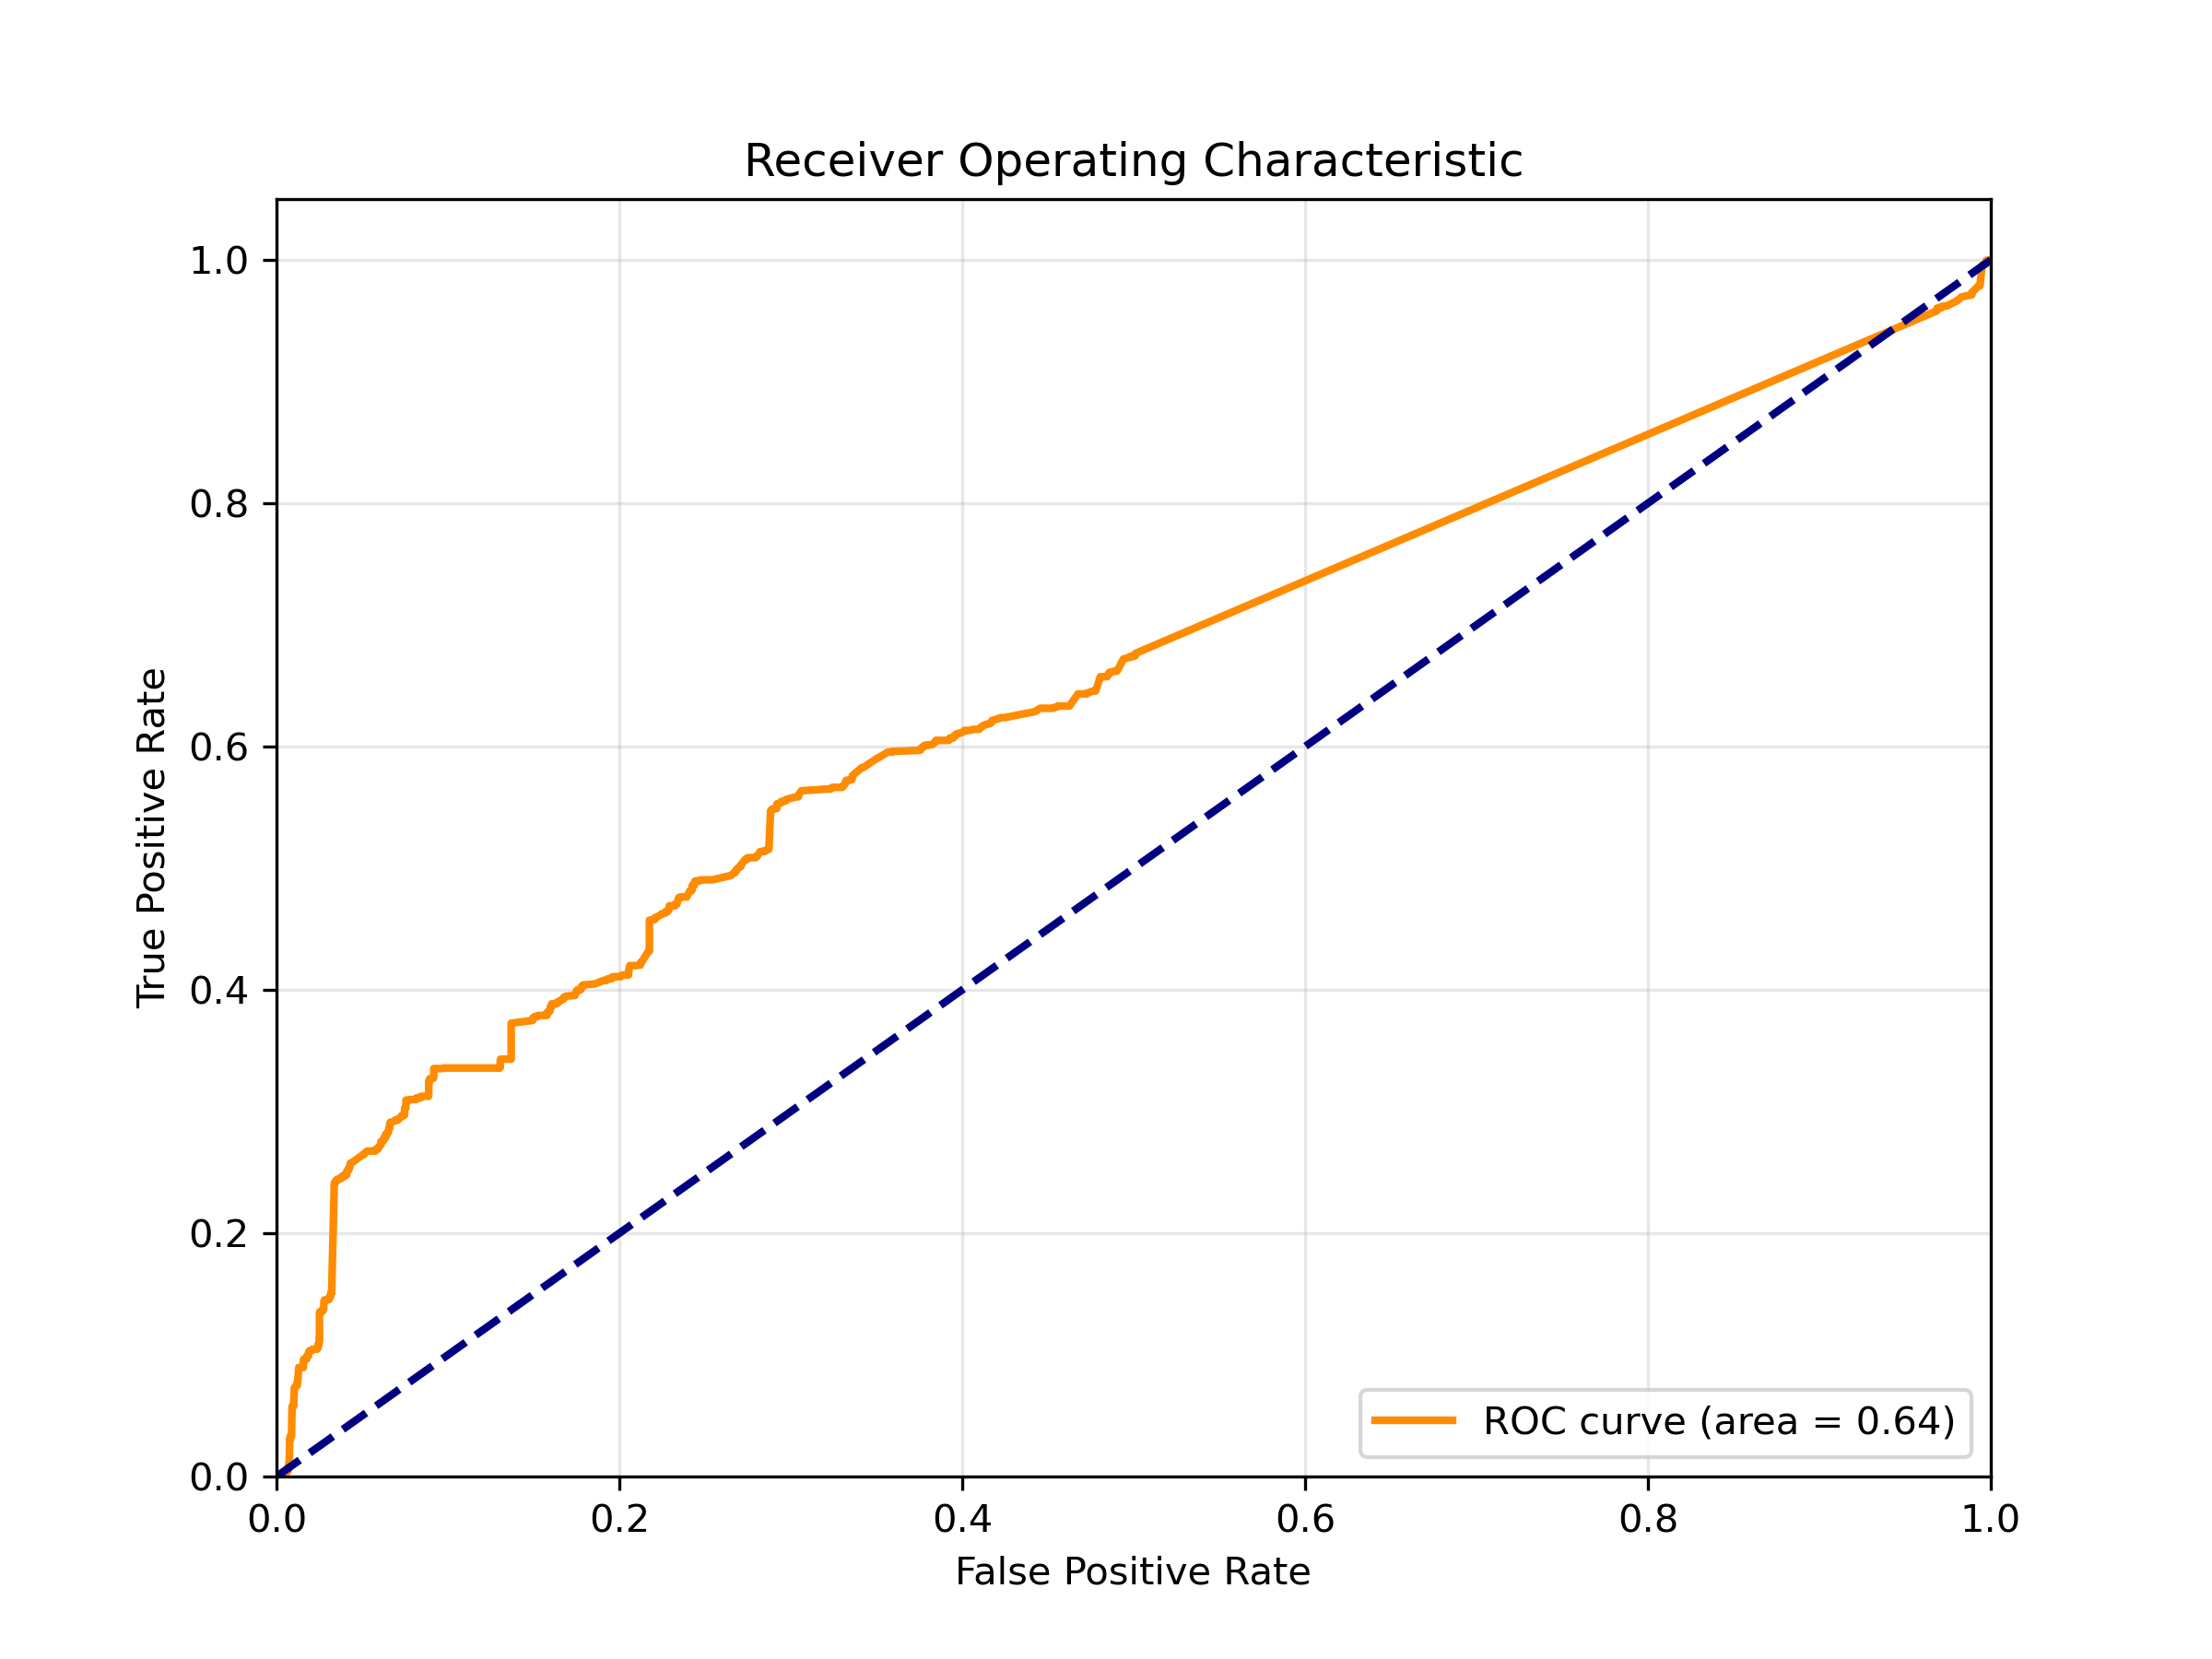 Receiver Operating Characteristic
True Positive Rate
1.0
0.8
0.6
0.4
0.2
0.0
ROC curve (area = 0.64)
0.0 0.2 0.4 0.6 0.8 1.0
False Positive Rate